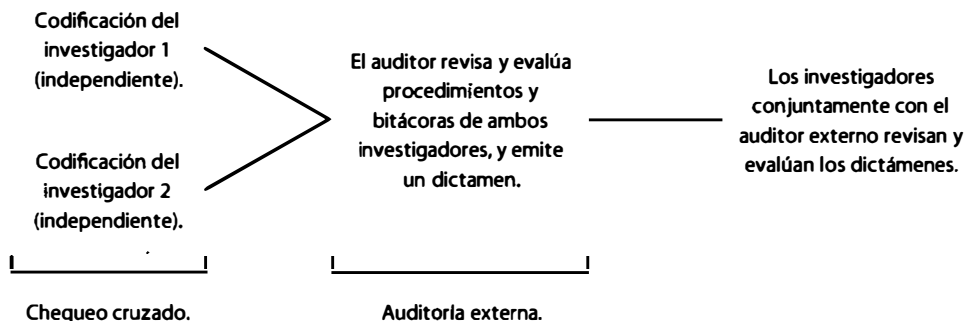 Codificación del
investigador 1
(independiente).
Codificación del
investigador 2
(independiente).
El auditor revisa y evalúa
procedimientos y
bitácoras de ambos
investigadores, y emite
un dictamen.
Los investigadores
conjuntamente con el
auditor externo revisan y
evalúan los dictámenes.
Chequeo cruzado.
Auditoría externa.